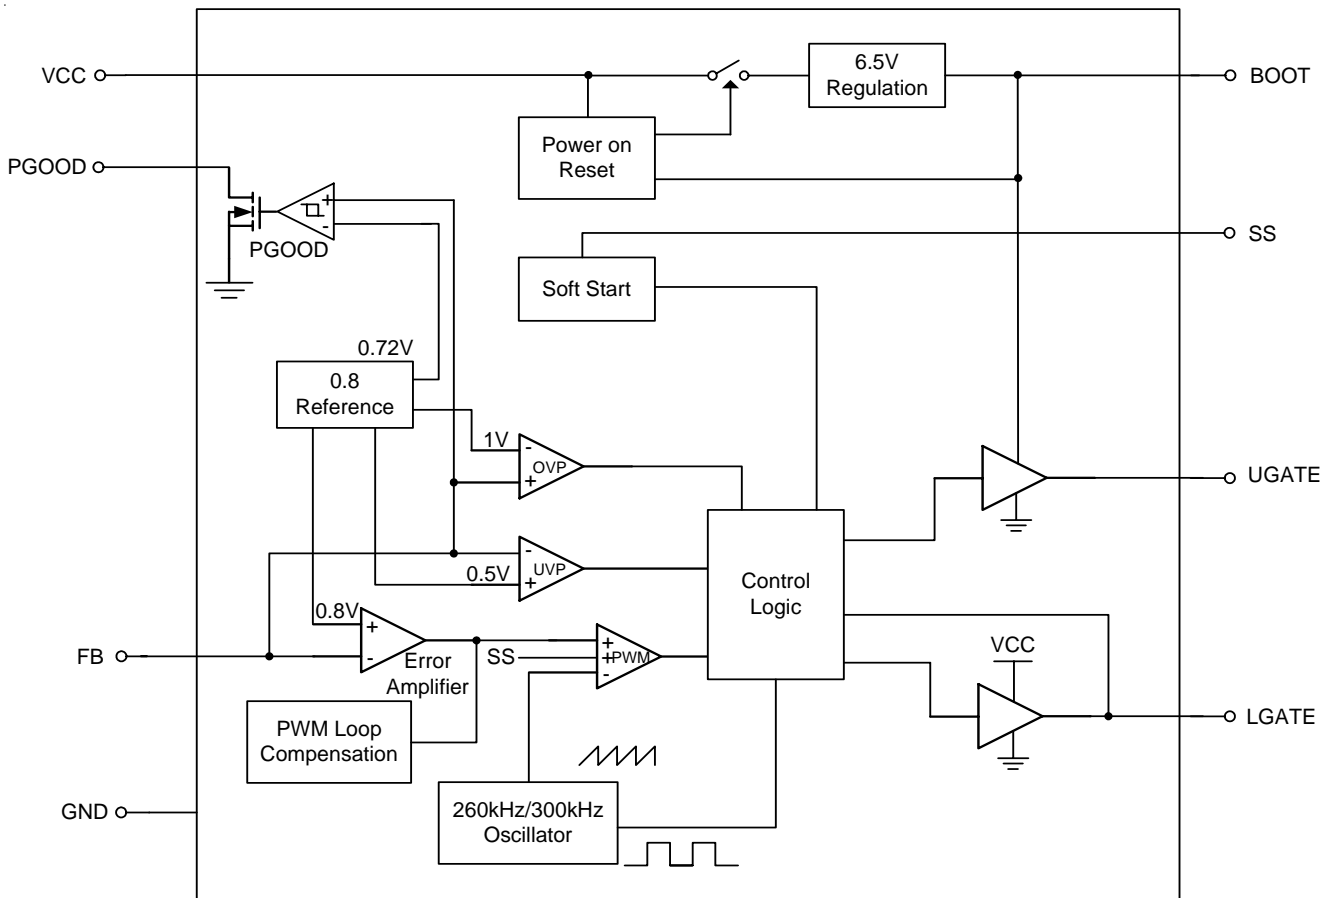 VCC
6.5V
Regulation
BOOT
Power on
Reset
PGOOD
+
-
PGOOD
SS
Soft Start
0.72V
0.8
Reference
1V
-
OVP
+
UGATE
-
UVP
0.5V
+
Control
Logic
0.8V
+
-
FB
Error
Amplifier
SS
+
+
PWM
-
VCC
LGATE
PWM Loop
Compensation
GND
260kHz/300kHz
Oscillator